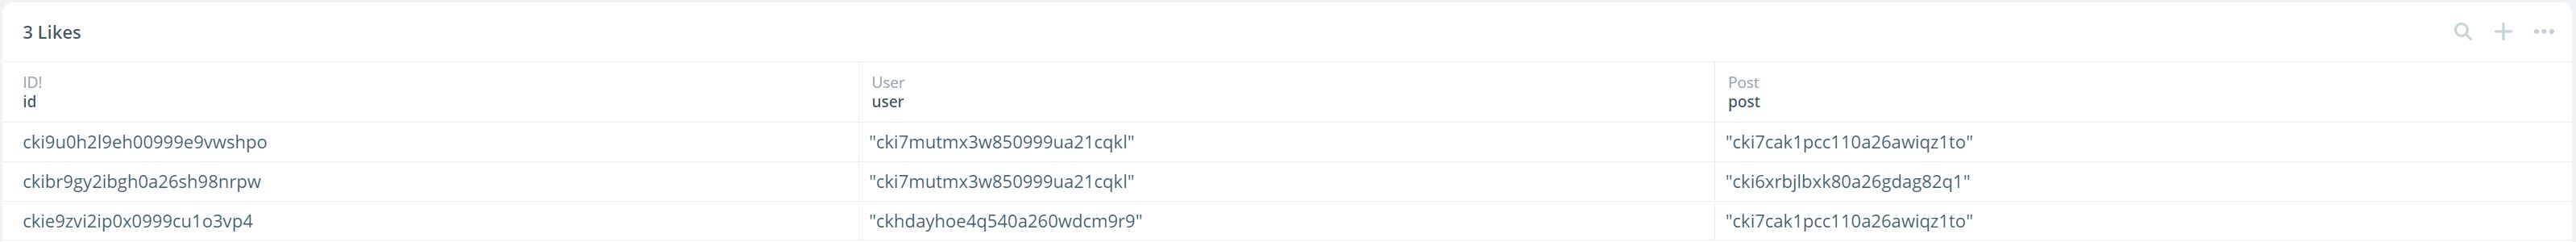 3 Likes
ID! User Post
id user post
cki9u0h2l9eh00999e9vwshpo "cki7mutmx3w850999ua21cqkl" "cki7cak1pcc110a26awiqz1to"
ckibr9gy2ibgh0a26sh98nrpw "cki7mutmx3w850999ua21cqkl" "cki6xrbjlbxk80a26gdag82q1"
ckie9zvi2ip0x0999cu1o3vp4 "ckhdayhoe4q540a260wdcm9r9" "cki7cak1pcc110a26awiqz1to"